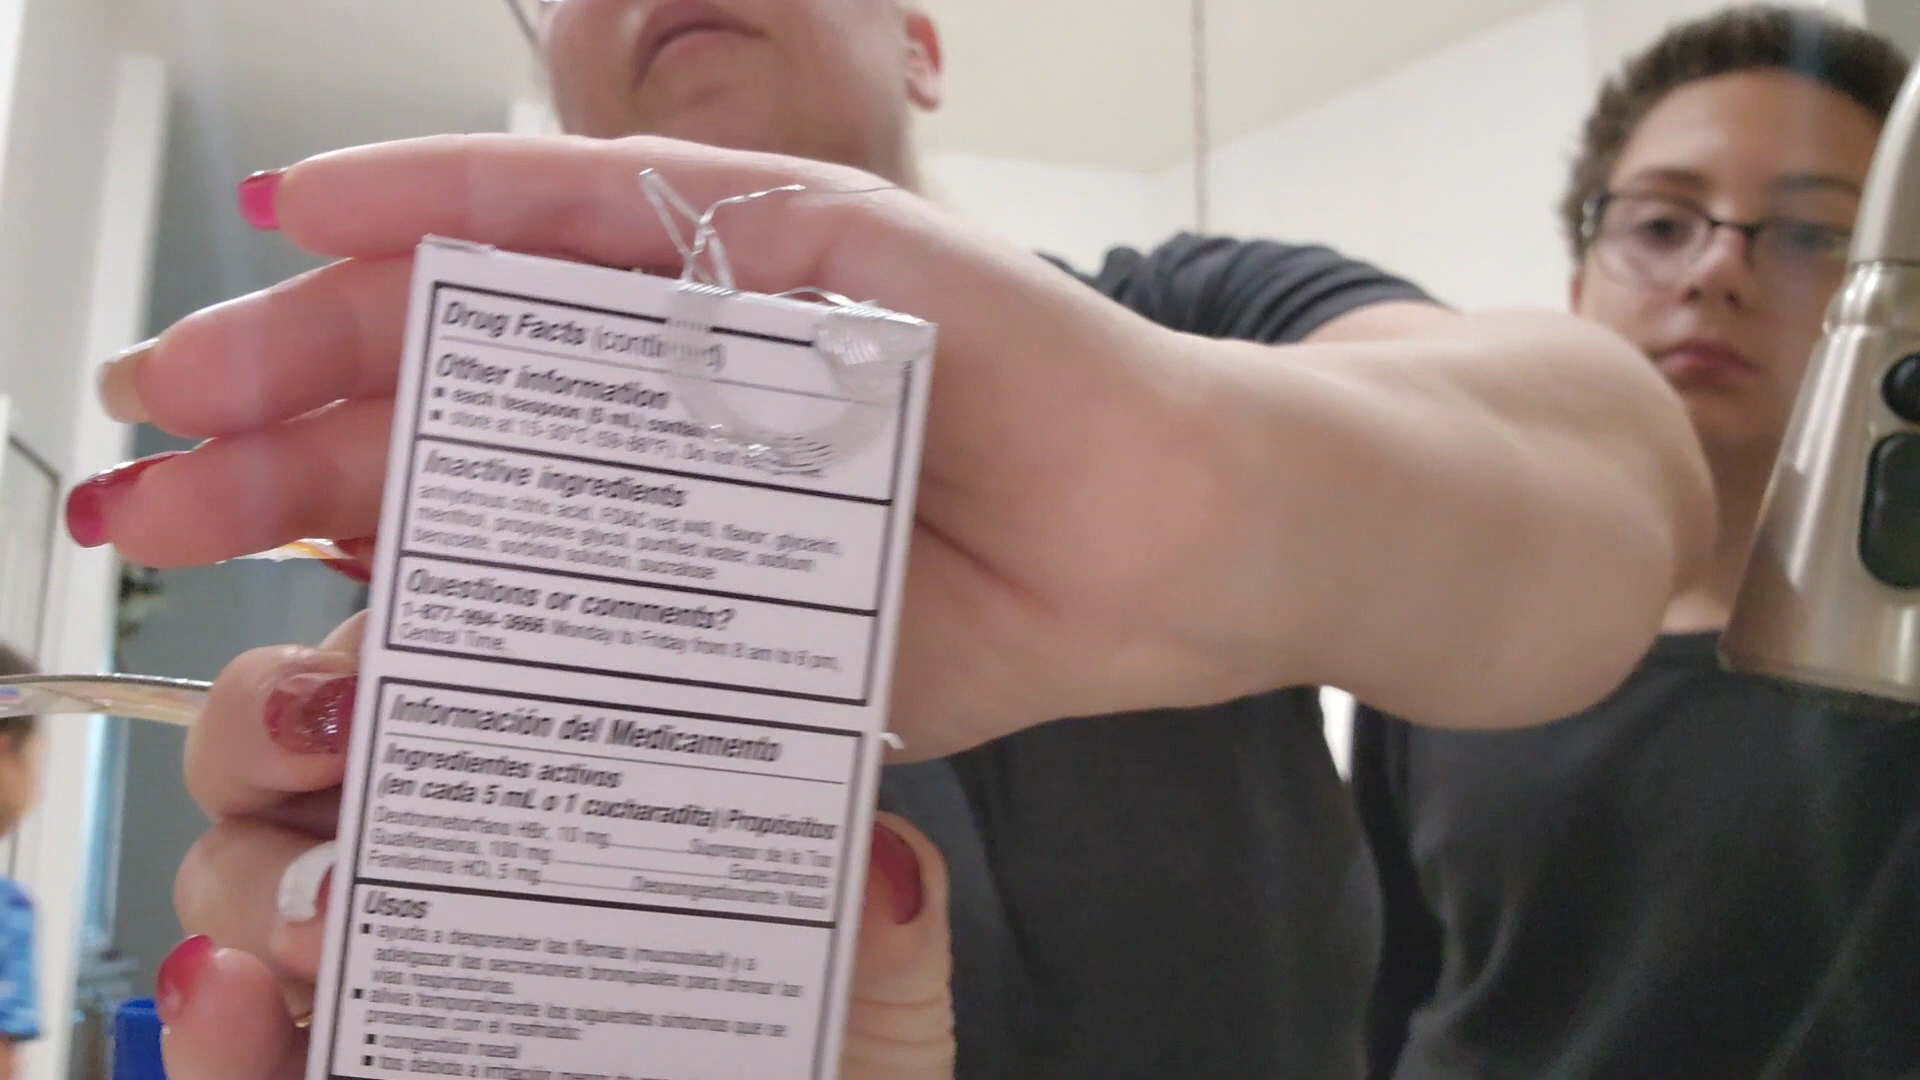 Drug Facts (continued)
Other information
■ each teaspoon (5 mL) contains
■ store at 15-30°C (59-86°F). Do not
Inactive ingredients
anhydrous citric acid, FD&C red #40, flavor, glycerin,
menthol, propylene glycol, purified water, sodium
benzoate, sorbitol solution, sucralose
Questions or comments?
1-877-994-3666 Monday to Friday from 8 am to 6 pm,
Central Time.
Información del Medicamento
Ingredientes activos
(en cada 5 mL o 1 cucharadita) Propósitos
Dextrometorfano HBr, 10 mg Supresor de la Tos
Guaifenesina, 100 mg Expectorante
Fenilefrina HCl, 5 mg Descongestionante Nasal
Usos
■ ayuda a desprender las flemas (mucosidad) y a
adelgazar las secreciones bronquiales para drenar las
vías respiratorias.
■ alivia temporalmente los siguientes síntomas que se
presentan con el resfriado:
■ congestión nasal
■ tos debida a irritación